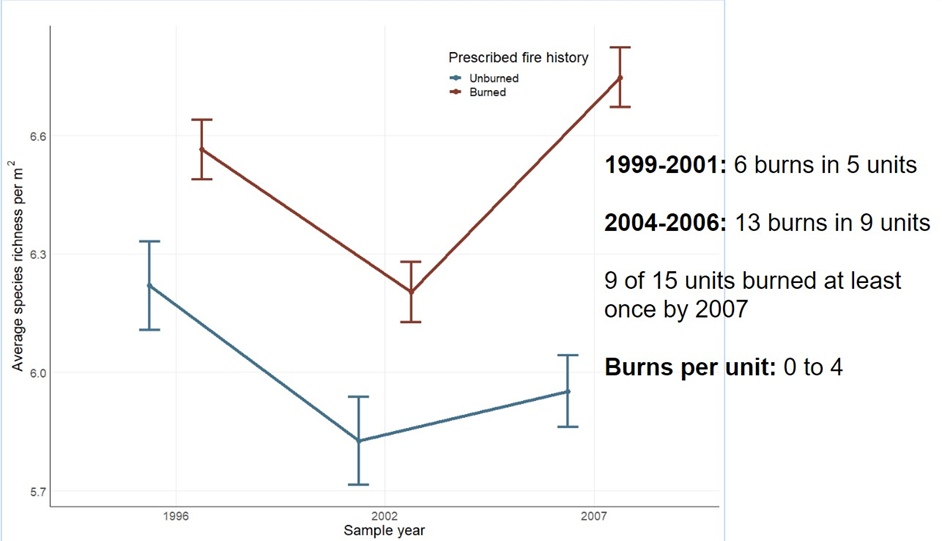 Prescribed fire history
Unburned
Burned
Average species richness per m²
6.6
6.3
6.0
5.7
1996
2002
2007
Sample year
1999-2001: 6 burns in 5 units
2004-2006: 13 burns in 9 units
9 of 15 units burned at least
once by 2007
Burns per unit: 0 to 4